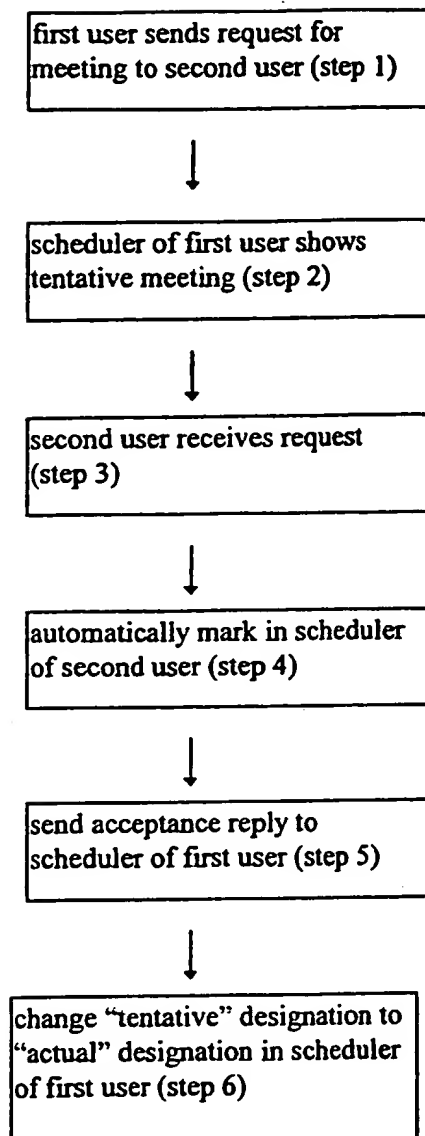 first user sends request for
meeting to second user (step 1)
scheduler of first user shows
tentative meeting (step 2)
second user receives request
(step 3)
automatically mark in scheduler
of second user (step 4)
send acceptance reply to
scheduler of first user (step 5)
change “tentative” designation to
“actual” designation in scheduler
of first user (step 6)